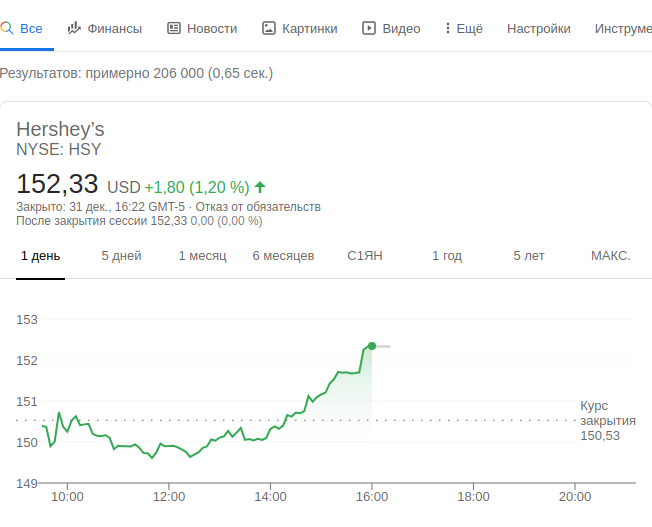 Все Финансы Новости Картинки Видео Ещё Настройки Инструме
Результатов: примерно 206 000 (0,65 сек.)
Hershey’s
NYSE: HSY
152,33 USD +1,80 (1,20 %)
Закрыто: 31 дек., 16:22 GMT-5 · Отказ от обязательств
После закрытия сессии 152,33 0,00 (0,00 %)
1 день 5 дней 1 месяц 6 месяцев С1ЯН 1 год 5 лет МАКС.
153
152
151
Курс
закрытия
150,53
150
149
10:00 12:00 14:00 16:00 18:00 20:00